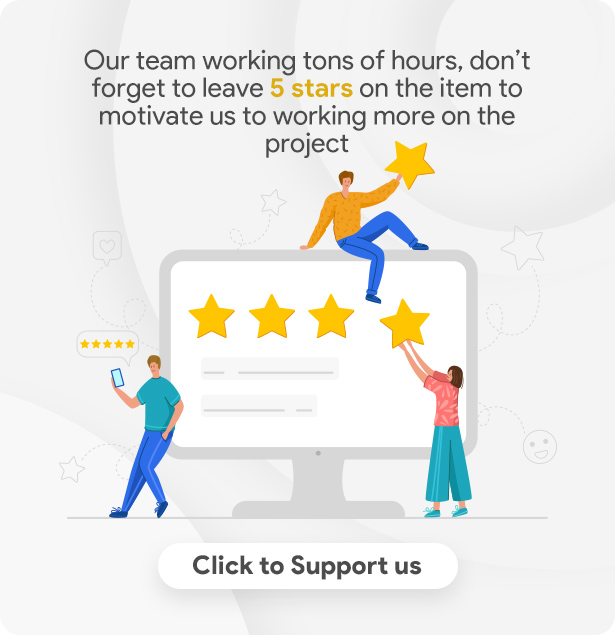 Our team working tons of hours, don’t
forget to leave 5 stars on the item to
motivate us to working more on the
project
Click to Support us